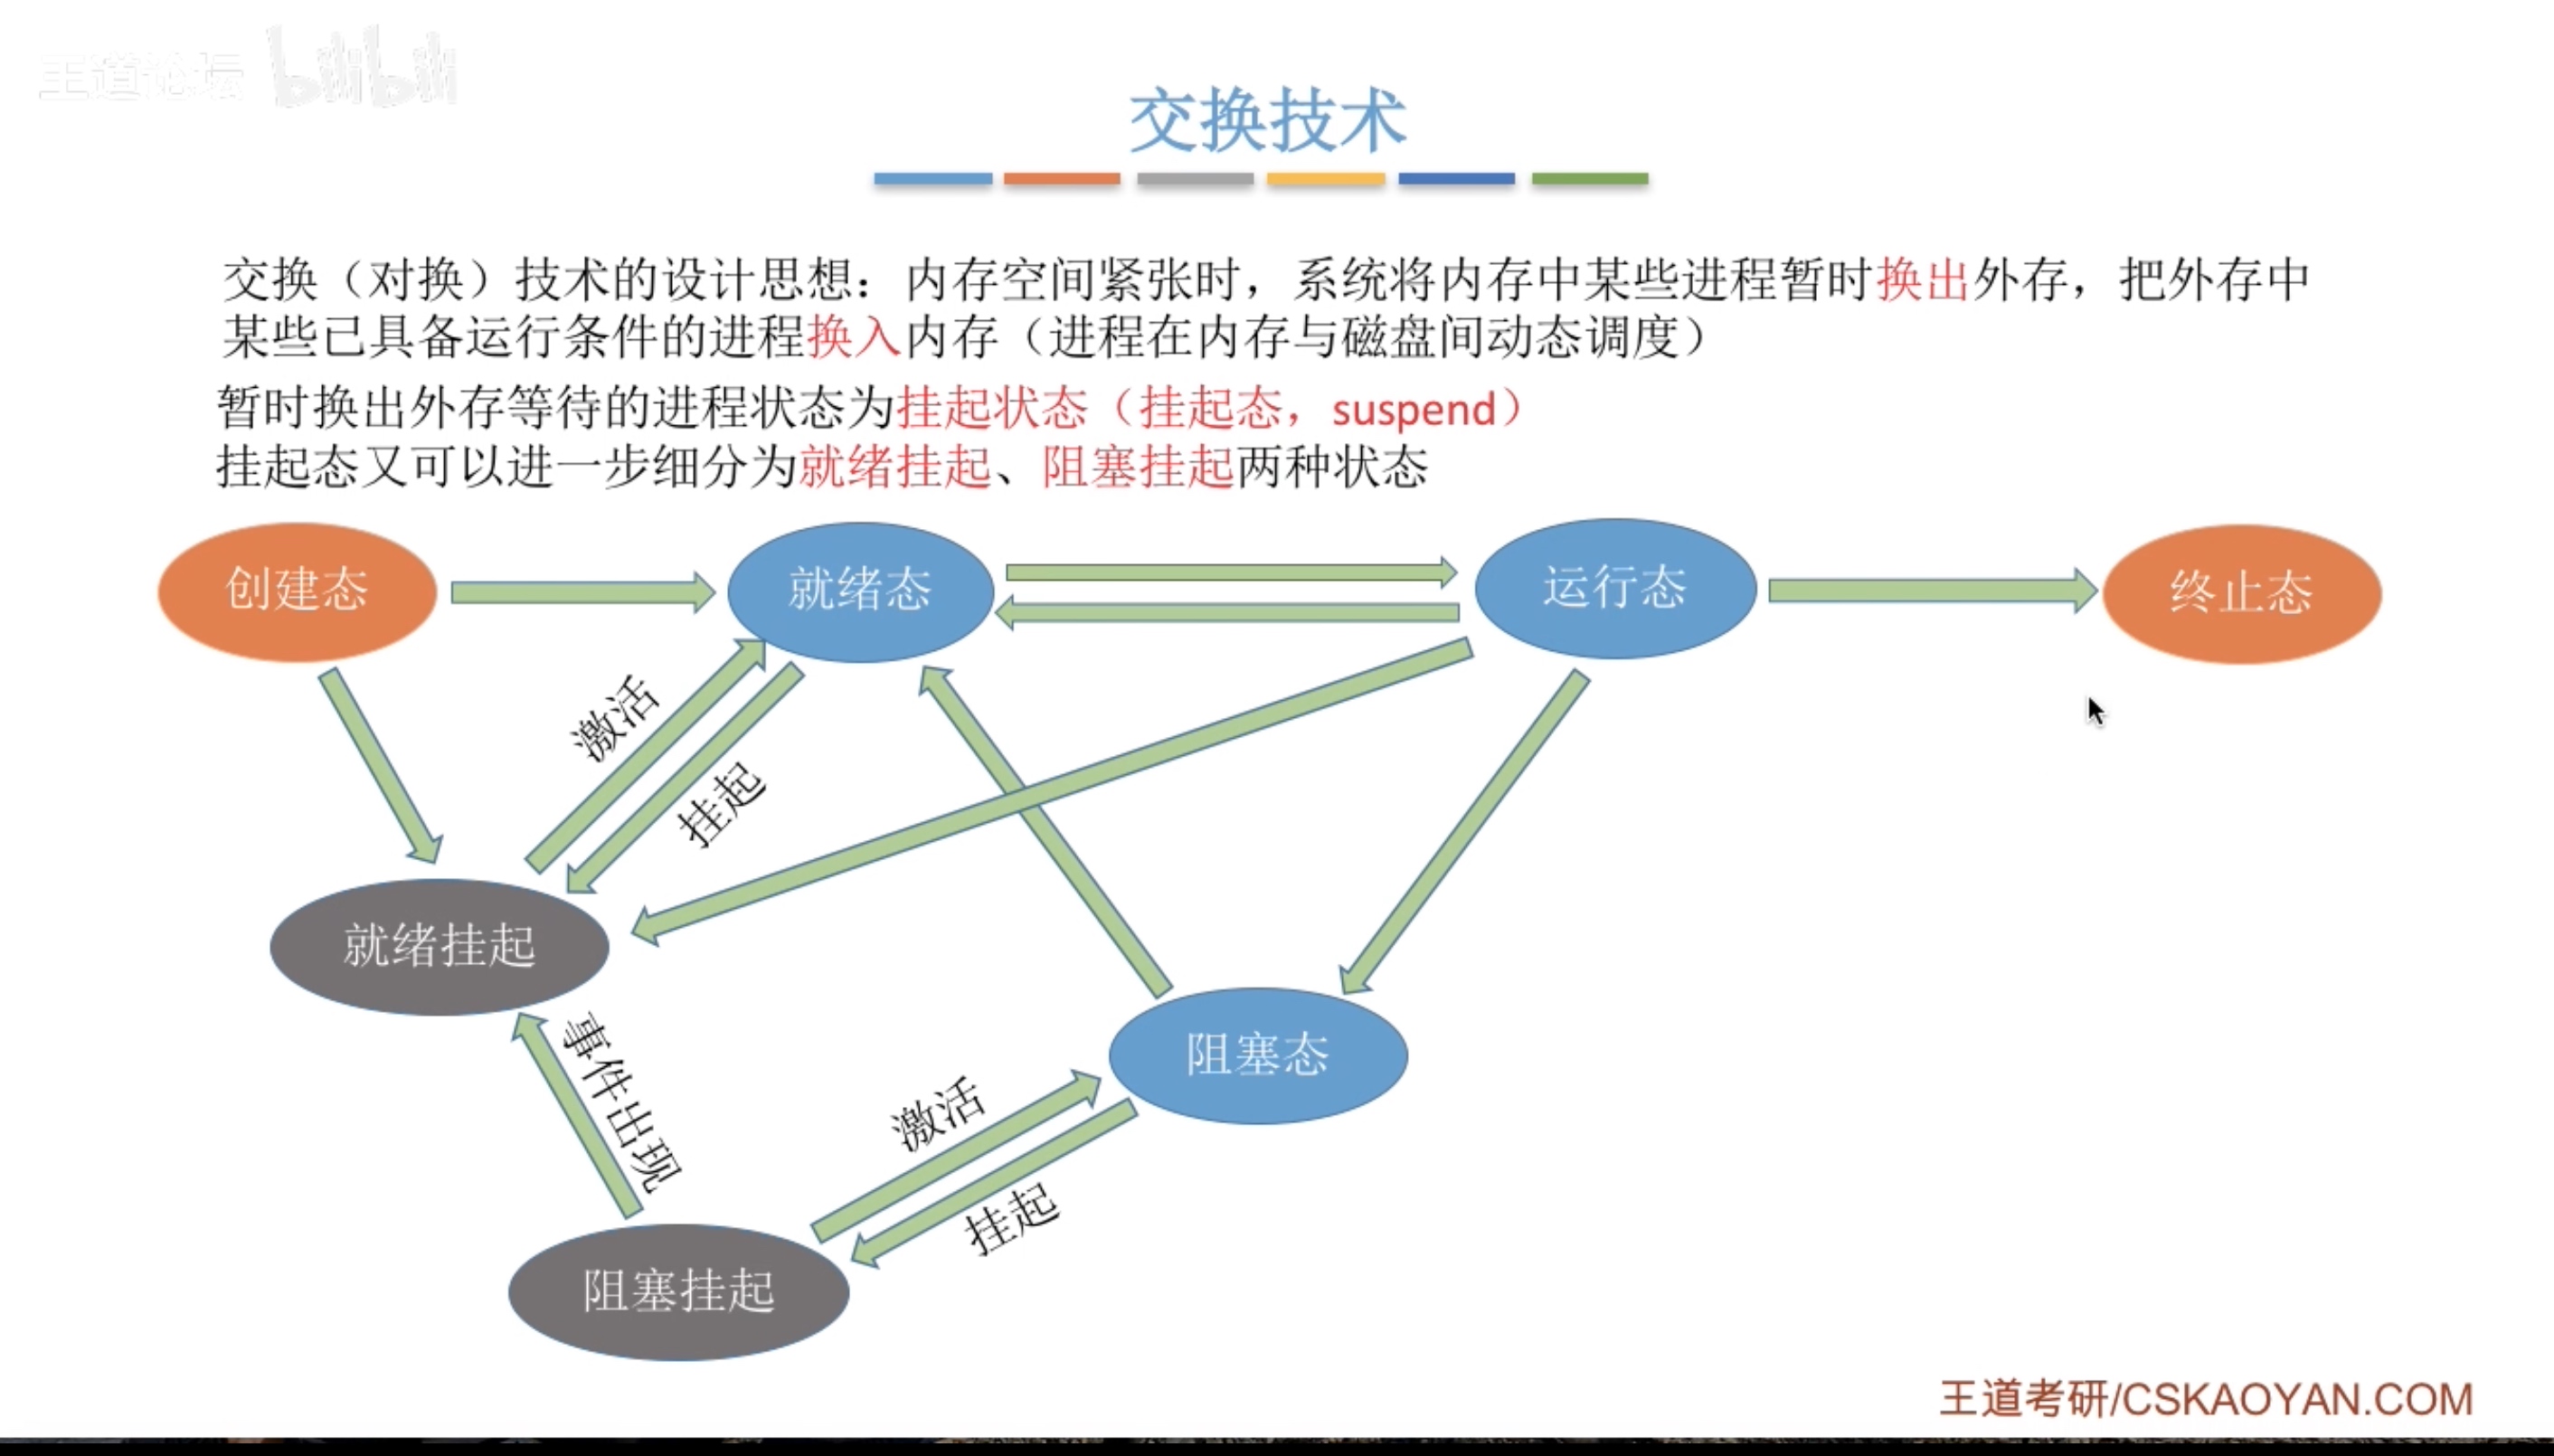 王道论坛 bilibili
交换技术
交换（对换）技术的设计思想：内存空间紧张时，系统将内存中某些进程暂时换出外存，把外存中
某些已具备运行条件的进程换入内存（进程在内存与磁盘间动态调度）
暂时换出外存等待的进程状态为挂起状态（挂起态，suspend）
挂起态又可以进一步细分为就绪挂起、阻塞挂起两种状态
创建态
就绪态
运行态
终止态
激活
挂起
就绪挂起
事件出现
阻塞态
激活
挂起
阻塞挂起
王道考研/CSKAOYAN.COM